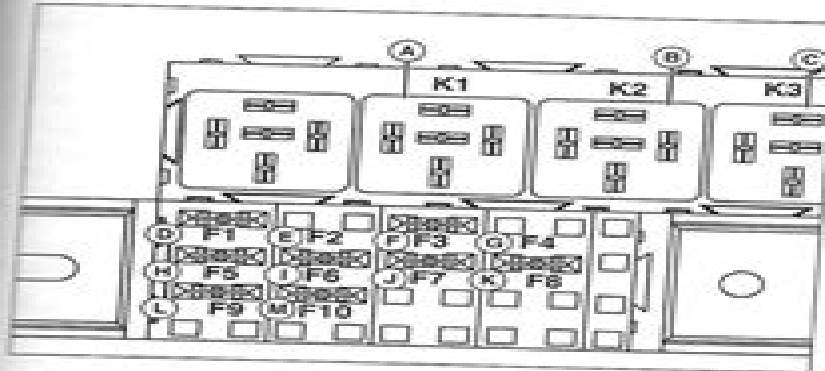 A B C
K1 K2 K3
D F1 E F2 F F3 G F4
H F5 I F6 J F7 K F8
L F9 M F10